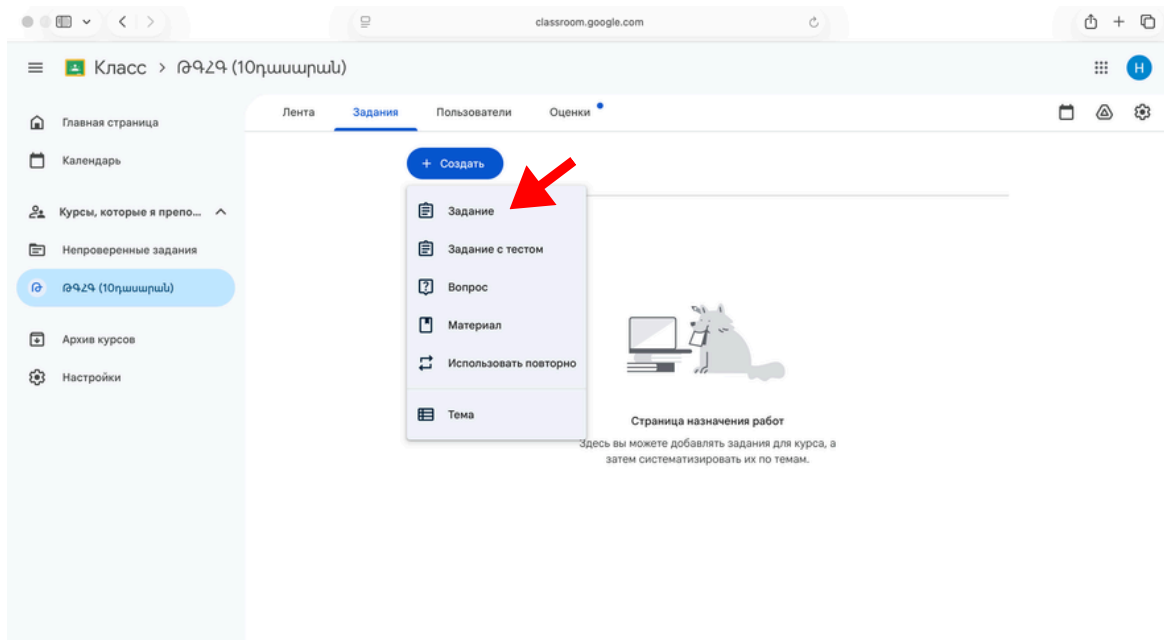 classroom.google.com
Класс > ԹԳՀԳ (10դասարան)
Н
Главная страница
Календарь
Курсы, которые я препо...
Непроверенные задания
Թ ԹԳՀԳ (10դասարան)
Архив курсов
Настройки
Лента Задания Пользователи Оценки
+ Создать
Задание
Задание с тестом
Вопрос
Материал
Использовать повторно
Тема
Страница назначения работ
Здесь вы можете добавлять задания для курса, а
затем систематизировать их по темам.